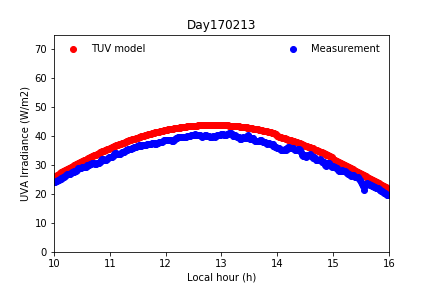 Day170213
TUV model
Measurement
UVA Irradiance (W/m2)
70
60
50
40
30
20
10
0
10 11 12 13 14 15 16
Local hour (h)